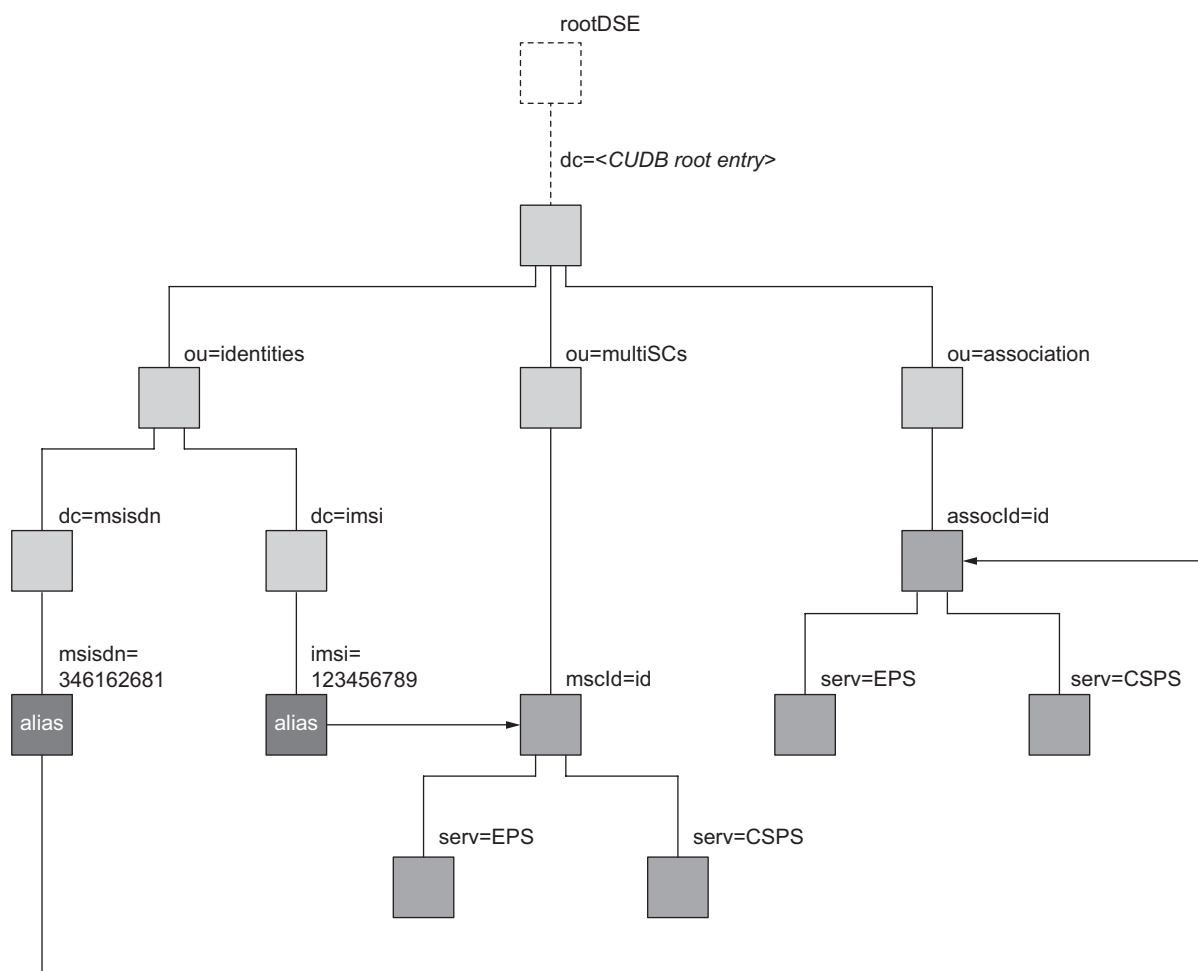 rootDSE
dc=<CUDB root entry>
ou=identities
ou=multiSCs
ou=association
dc=msisdn
dc=imsi
assocId=id
msisdn=
346162681
imsi=
123456789
mscId=id
serv=EPS
serv=CSPS
alias
alias
serv=EPS
serv=CSPS